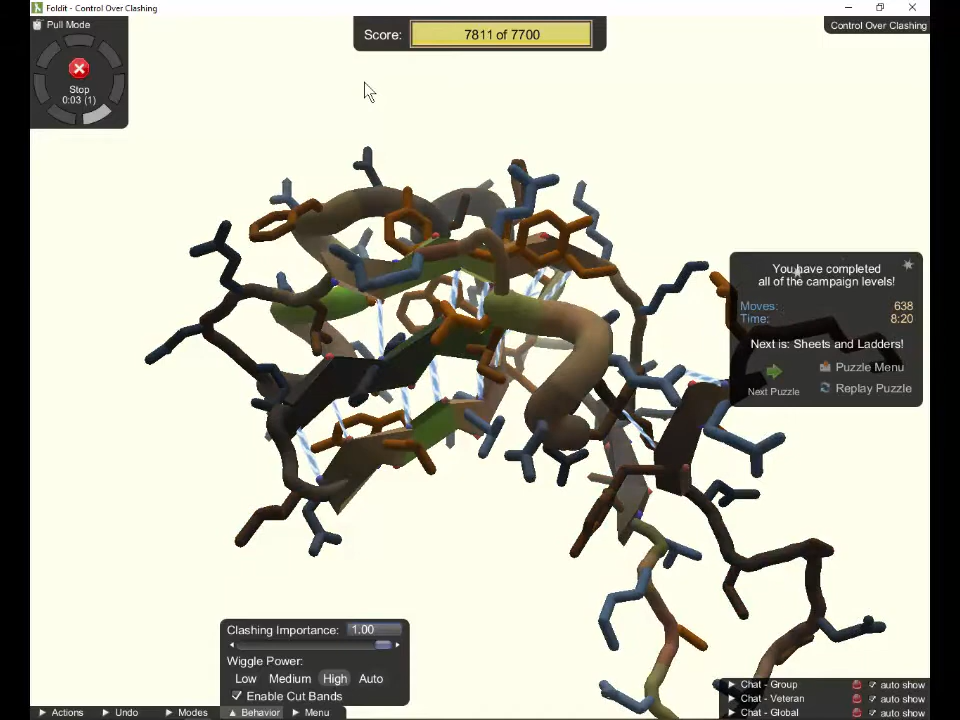 Foldit - Control Over Clashing
Pull Mode
Stop
0:03 (1)
Score: 7811 of 7700
Control Over Clashing
You have completed
all of the campaign levels!
Moves: 638
Time: 8:20
Next is: Sheets and Ladders!
Next Puzzle
Puzzle Menu
Replay Puzzle
Clashing Importance: 1.00
Wiggle Power:
Low Medium High Auto
Enable Cut Bands
Actions Undo Modes Behavior Menu
Chat - Group auto show
Chat - Veteran auto show
Chat - Global auto show